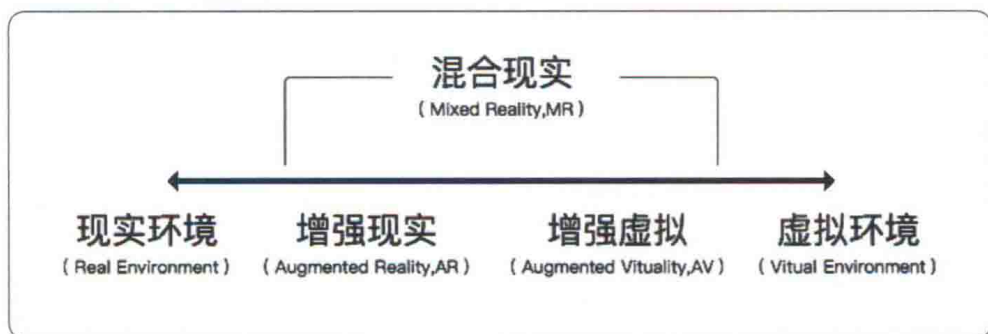 混合现实
( Mixed Reality,MR )
现实环境 增强现实 增强虚拟 虚拟环境
( Real Environment ) ( Augmented Reality,AR ) ( Augmented Vituality,AV ) ( Vitual Environment )